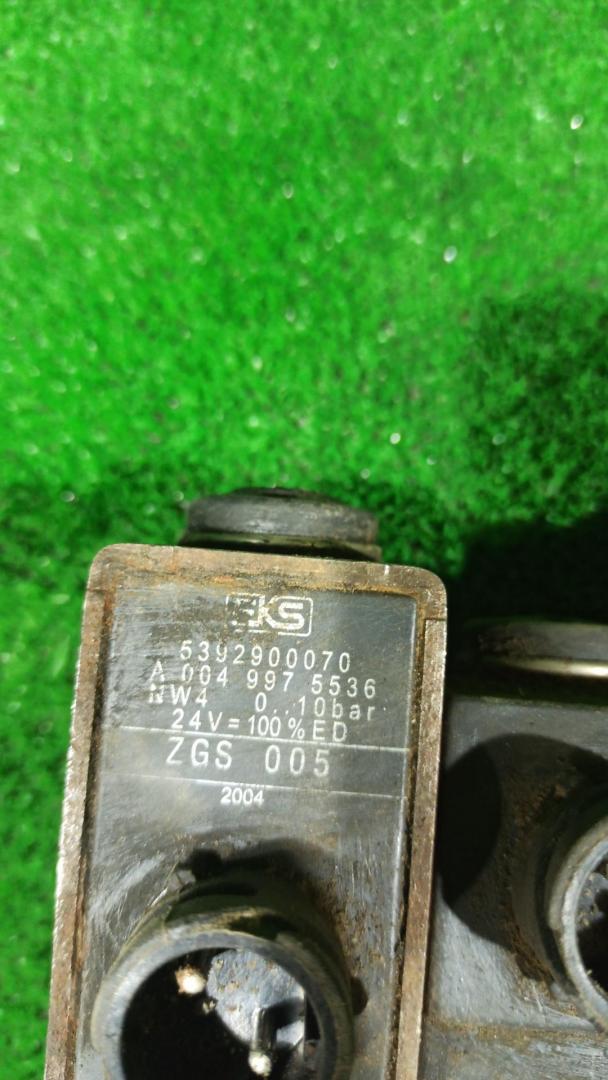 EKS
5392900070
A 004 997 5536
NW4 0..10bar
24V=100%ED
ZGS 005
2004